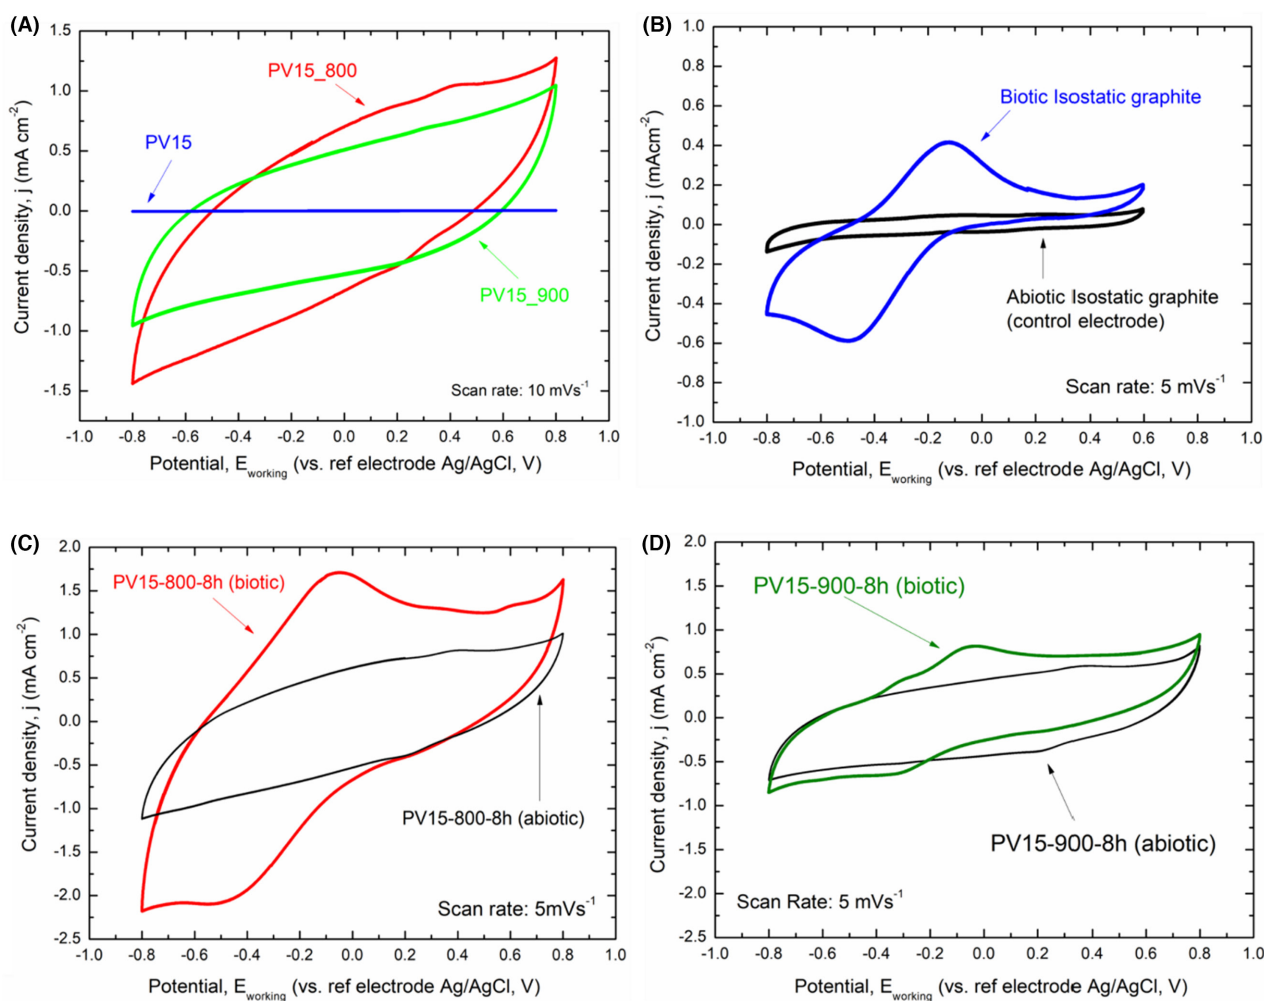 (A)
1.5
1.0
0.5
0.0
-0.5
-1.0
-1.5
Current density, j (mA cm-2)
PV15_800
PV15
PV15_900
Scan rate: 10 mVs-1
-1.0 -0.8 -0.6 -0.4 -0.2 0.0 0.2 0.4 0.6 0.8 1.0
Potential, Eworking (vs. ref electrode Ag/AgCl, V)
(B)
1.0
0.8
0.6
0.4
0.2
0.0
-0.2
-0.4
-0.6
-0.8
-1.0
Current density, j (mAcm-2)
Biotic Isostatic graphite
Abiotic Isostatic graphite
(control electrode)
Scan rate: 5 mVs-1
-1.0 -0.8 -0.6 -0.4 -0.2 0.0 0.2 0.4 0.6 0.8 1.0
Potential, Eworking (vs. ref electrode Ag/AgCl, V)
(C)
2.0
1.5
1.0
0.5
0.0
-0.5
-1.0
-1.5
-2.0
-2.5
Current density, j (mA cm-2)
PV15-800-8h (biotic)
PV15-800-8h (abiotic)
Scan rate: 5mVs-1
-1.0 -0.8 -0.6 -0.4 -0.2 0.0 0.2 0.4 0.6 0.8 1.0
Potential, Eworking (vs. ref electrode Ag/AgCl, V)
(D)
2.0
1.5
1.0
0.5
0.0
-0.5
-1.0
-1.5
-2.0
-2.5
Current density, j (mA cm-2)
PV15-900-8h (biotic)
PV15-900-8h (abiotic)
Scan Rate: 5 mVs-1
-1.0 -0.8 -0.6 -0.4 -0.2 0.0 0.2 0.4 0.6 0.8 1.0
Potential, Eworking (vs. ref electrode Ag/AgCl, V)